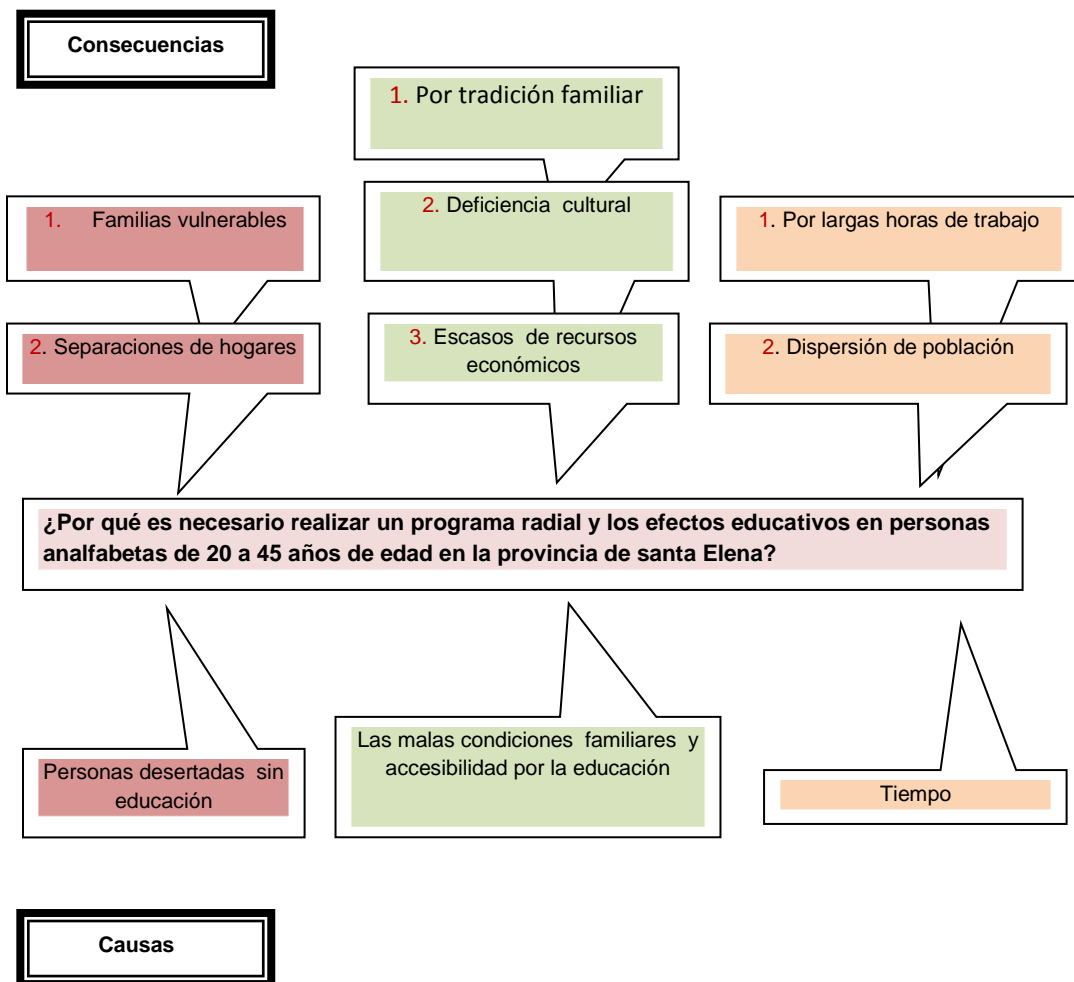 Consecuencias
1. Por tradición familiar
1. Familias vulnerables
2. Deficiencia cultural
1. Por largas horas de trabajo
2. Separaciones de hogares
3. Escasos de recursos
económicos
2. Dispersión de población
¿Por qué es necesario realizar un programa radial y los efectos educativos en personas
analfabetas de 20 a 45 años de edad en la provincia de santa Elena?
Personas desertadas sin
educación
Las malas condiciones familiares y
accesibilidad por la educación
Tiempo
Causas